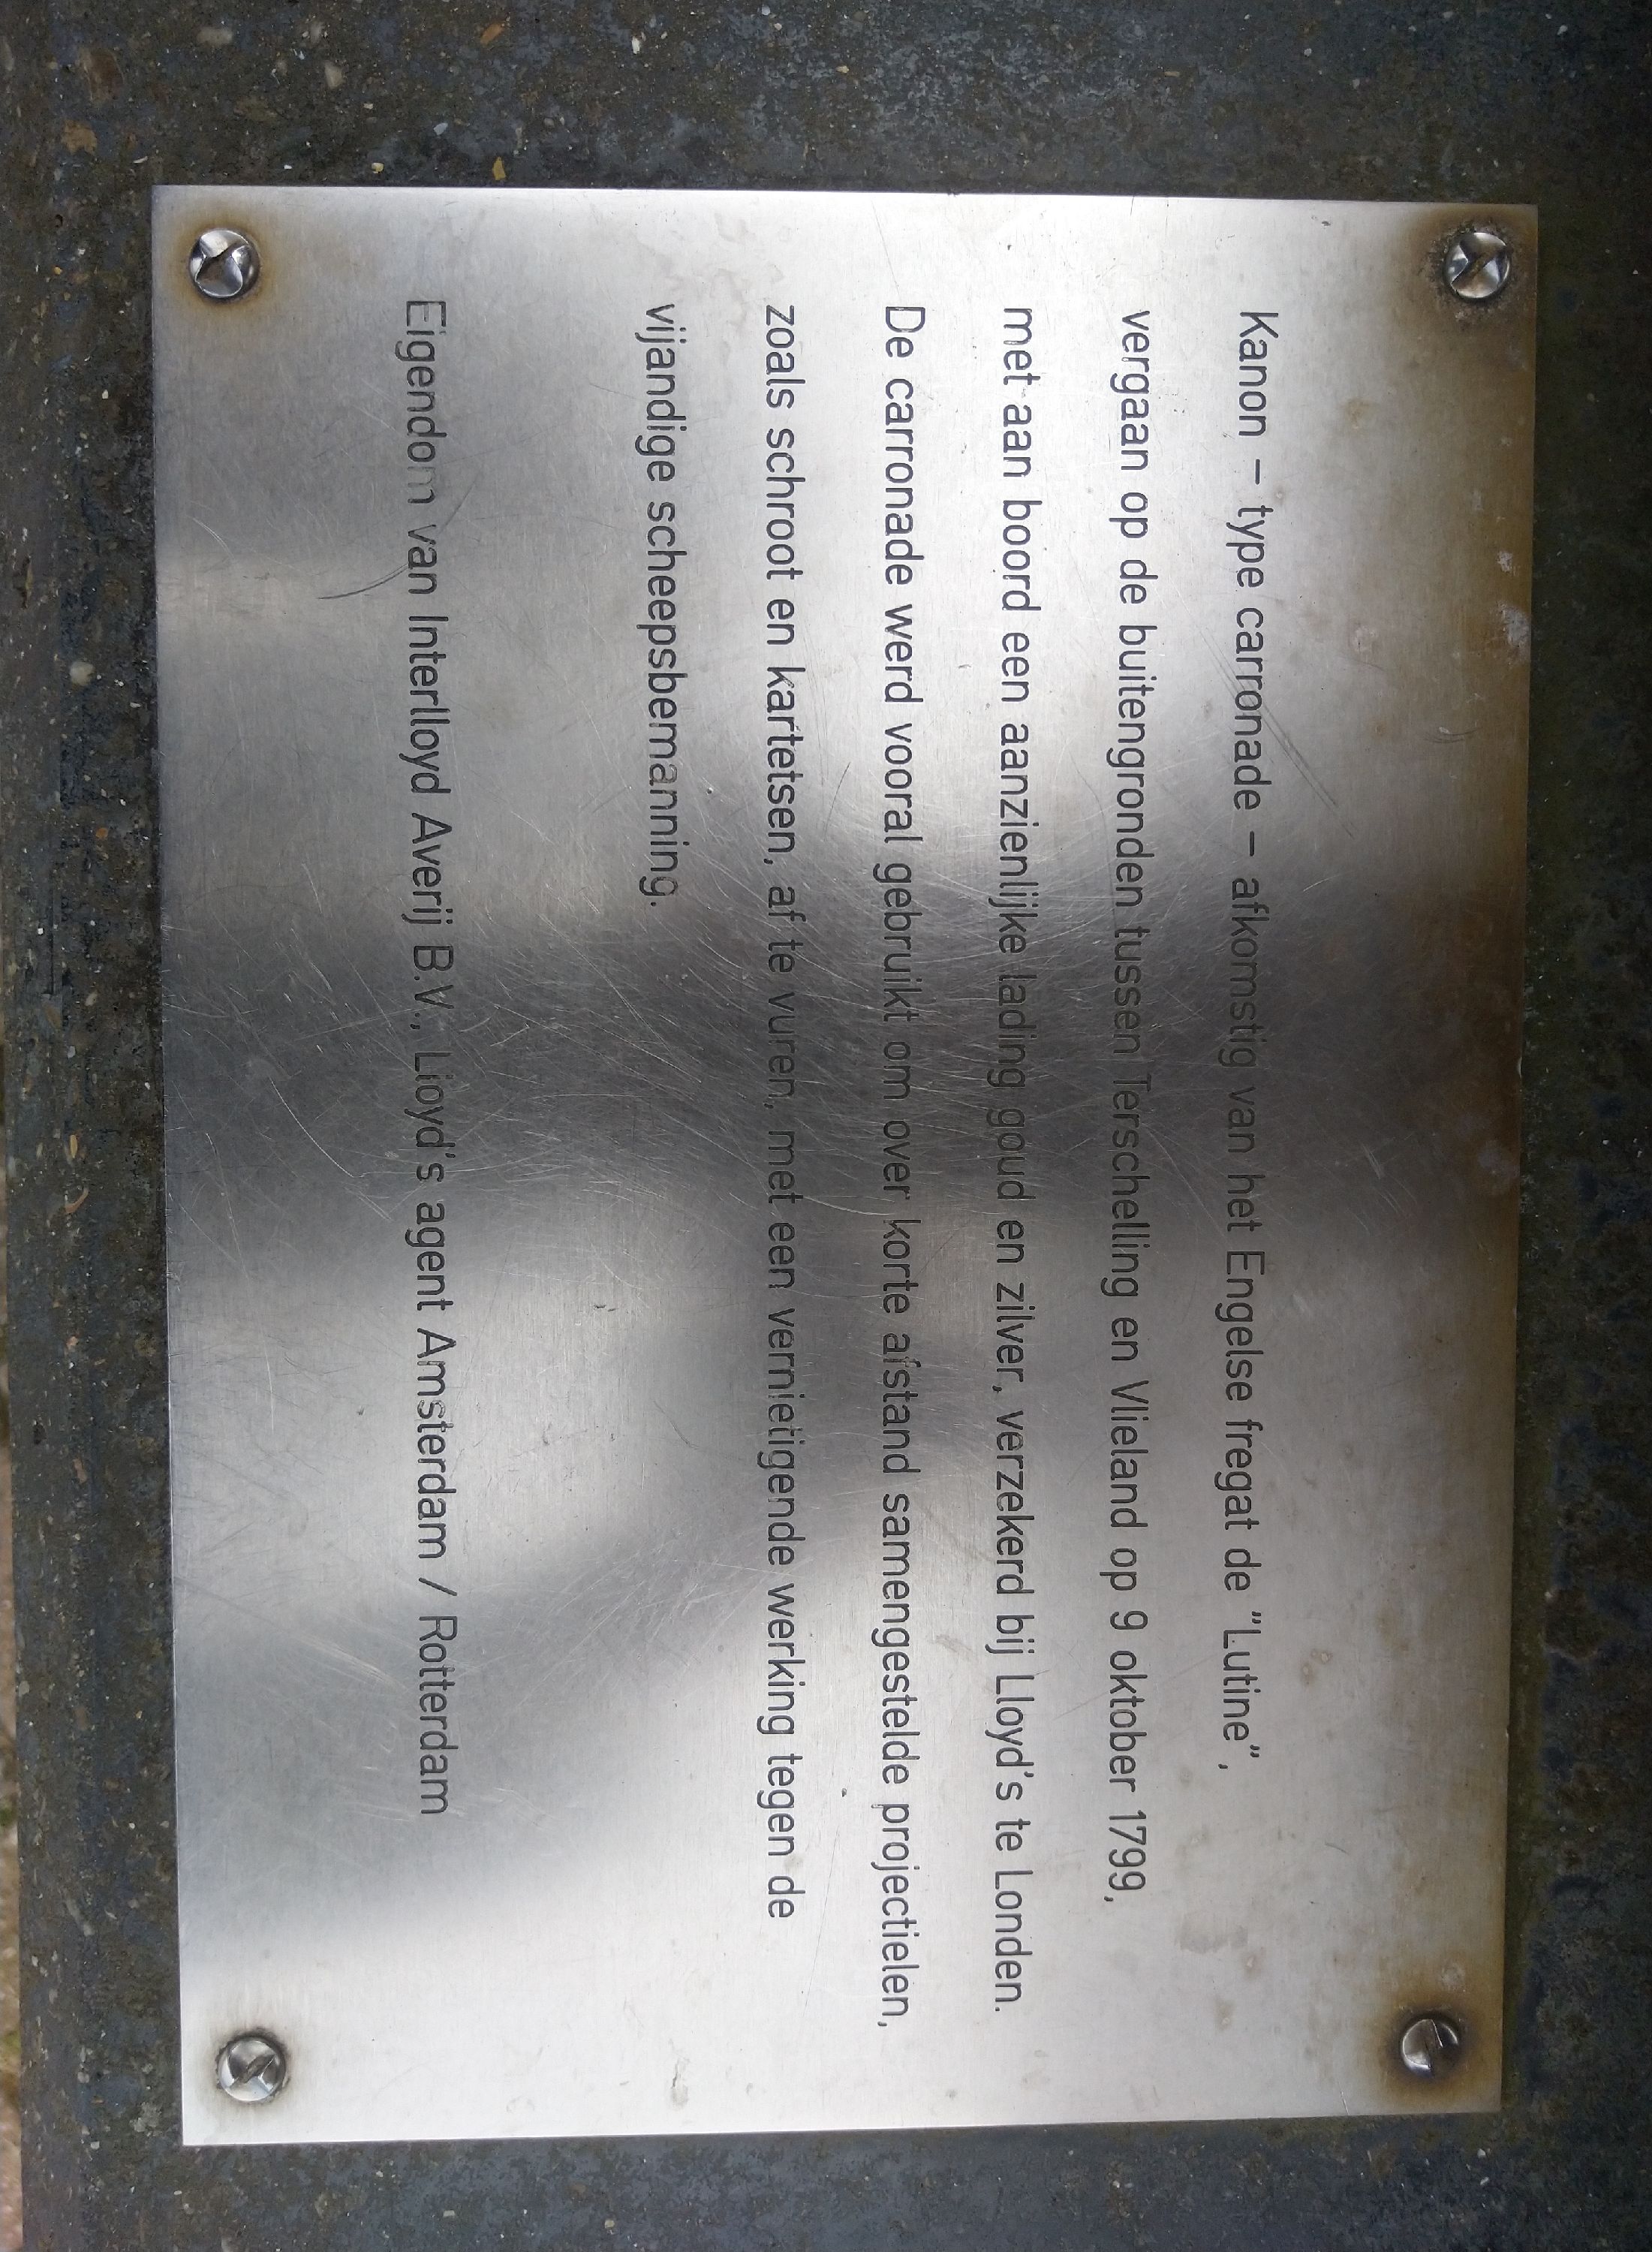 Kanon – type carronade – afkomstig van het Engelse fregat de "Lutine",
vergaan op de buitengronden tussen Terschelling en Vlieland op 9 oktober 1799,
met aan boord een aanzienlijke lading goud en zilver, verzekerd bij Lloyd's te Londen.
De carronade werd vooral gebruikt om over korte afstand samengestelde projectielen,
zoals schroot en kartetsen, af te vuren, met een vernietigende werking tegen de
vijandige scheepsbemanning.
Eigendom van Interlloyd Averij B.V., Lloyd's agent Amsterdam / Rotterdam